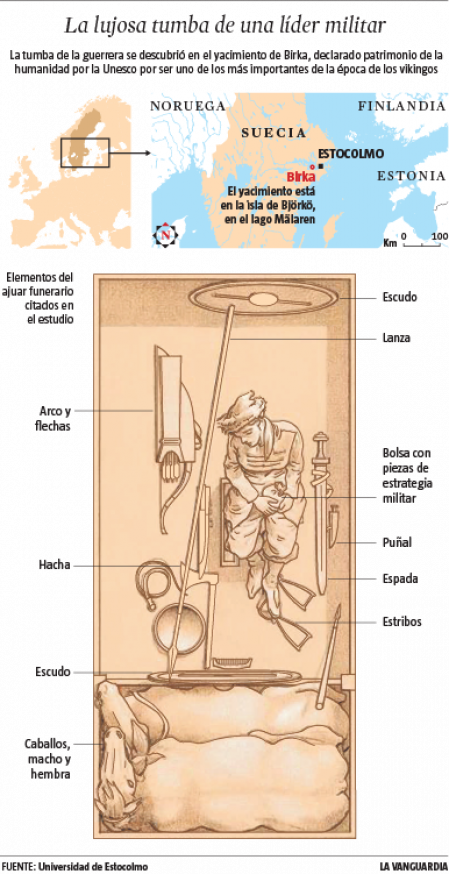 La lujosa tumba de una líder militar
La tumba de la guerrera se descubrió en el yacimiento de Birka, declarado patrimonio de la
humanidad por la Unesco por ser uno de los más importantes de la época de los vikingos
NORUEGA
FINLANDIA
SUECIA
ESTOCOLMO
Birka
ESTONIA
El yacimiento está
en la isla de Björkö,
en el lago Mälaren
N
Km 0 100
Elementos del
ajuar funerario
citados en
el estudio
Escudo
Lanza
Arco y
flechas
Bolsa con
piezas de
estrategia
militar
Puñal
Hacha
Espada
Estribos
Escudo
Caballos,
macho y
hembra
FUENTE: Universidad de Estocolmo
LA VANGUARDIA